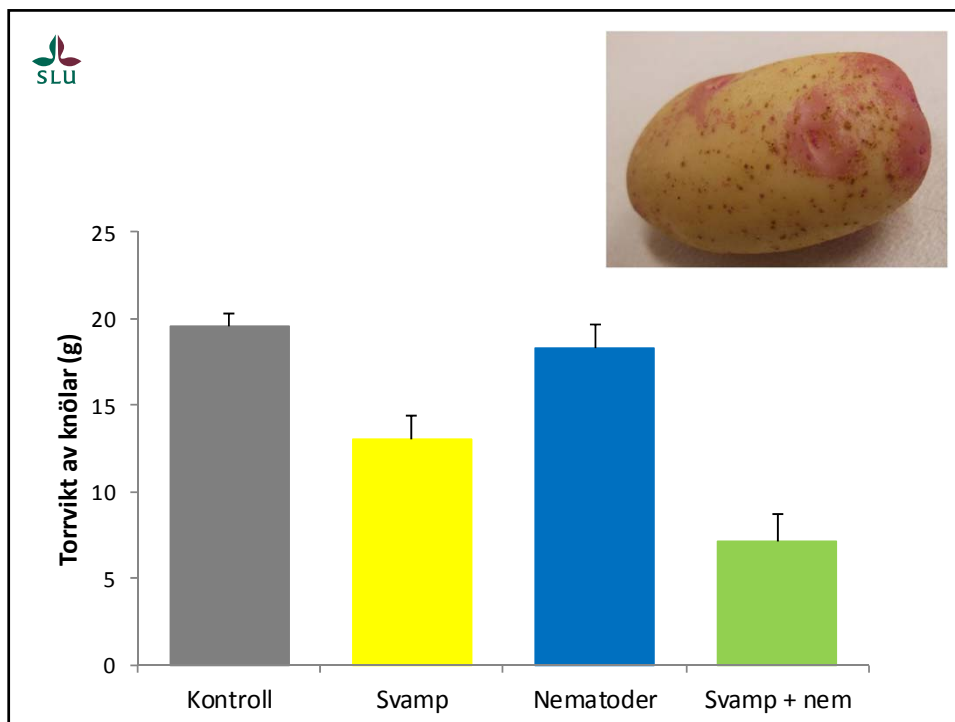 SLU
Torrvikt av knölar (g)
25
20
15
10
5
0
Kontroll
Svamp
Nematoder
Svamp + nem